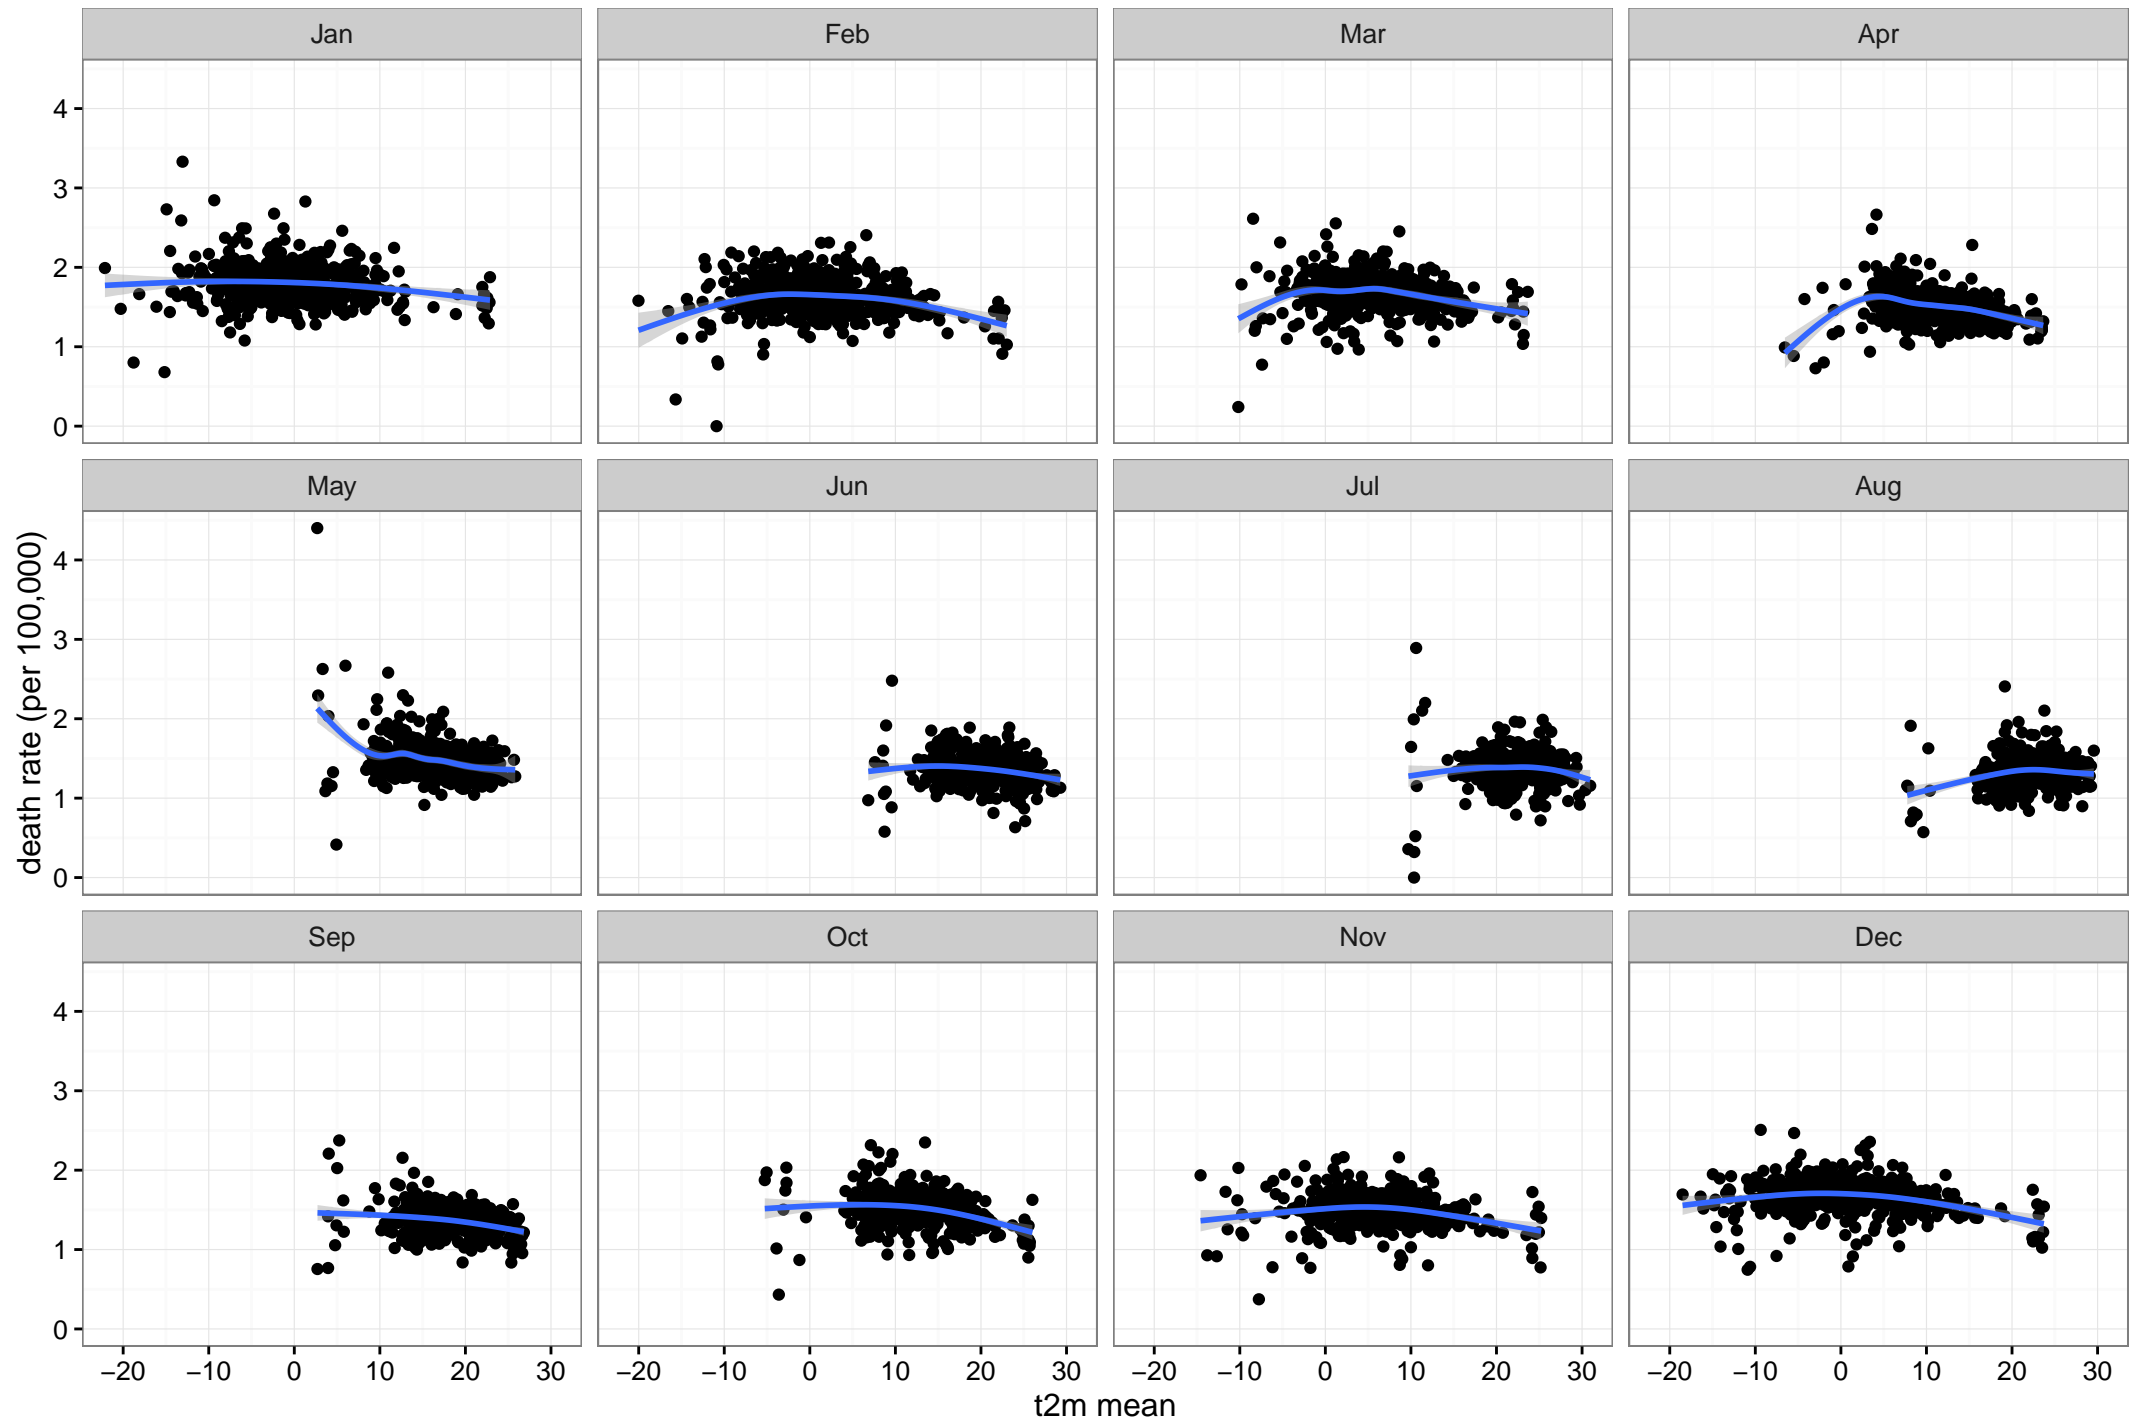 Jan Feb Mar Apr
4
3
2
1
0
May Jun Jul Aug
4
3
2
1
0
death rate (per 100,000)
Sep Oct Nov Dec
4
3
2
1
0
−20 −10 0 10 20 30 −20 −10 0 10 20 30 −20 −10 0 10 20 30 −20 −10 0 10 20 30
t2m mean